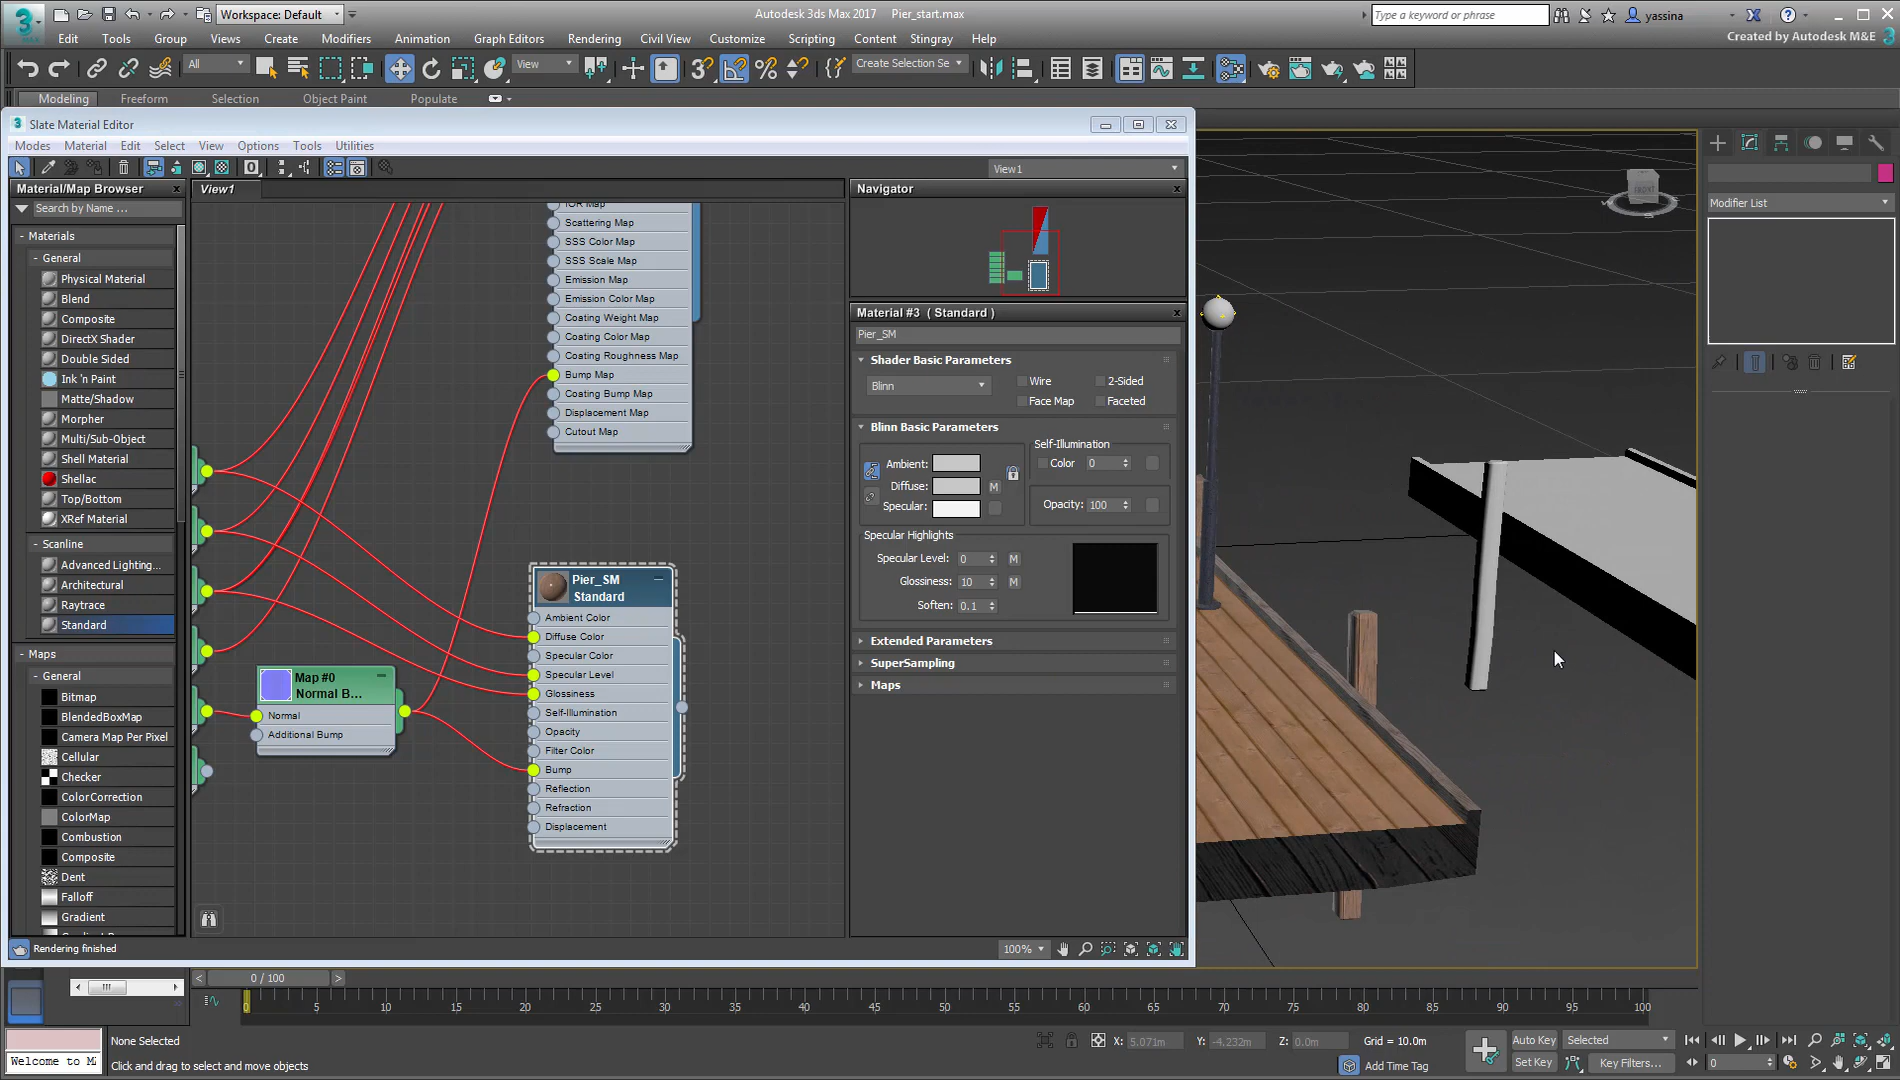 Workspace: Default
Autodesk 3ds Max 2017 Pier_start.max
Type a keyword or phrase
yassina
Edit Tools Group Views Create Modifiers Animation Graph Editors Rendering Civil View Customize Scripting Content Stingray Help
Created by Autodesk M&E
All
View
Create Selection Se
Modeling Freeform Selection Object Paint Populate
Slate Material Editor
Modes Material Edit Select View Options Tools Utilities
View1
Material/Map Browser
Search by Name ...
- Materials
- General
Physical Material
Blend
Composite
DirectX Shader
Double Sided
Ink 'n Paint
Matte/Shadow
Morpher
Multi/Sub-Object
Shell Material
Shellac
Top/Bottom
XRef Material
- Scanline
Advanced Lighting...
Architectural
Raytrace
Standard
- Maps
- General
Bitmap
BlendedBoxMap
Camera Map Per Pixel
Cellular
Checker
ColorCorrection
ColorMap
Combustion
Composite
Dent
Falloff
Gradient
Rendering finished
View1
IOR Map
Scattering Map
SSS Color Map
SSS Scale Map
Emission Map
Emission Color Map
Coating Weight Map
Coating Color Map
Coating Roughness Map
Bump Map
Coating Bump Map
Displacement Map
Cutout Map
Map #0
Normal B...
Normal
Additional Bump
Pier_SM
Standard
Ambient Color
Diffuse Color
Specular Color
Specular Level
Glossiness
Self-Illumination
Opacity
Filter Color
Bump
Reflection
Refraction
Displacement
Navigator
Material #3 ( Standard )
Pier_SM
Shader Basic Parameters
Blinn
Wire
2-Sided
Face Map
Faceted
Blinn Basic Parameters
Self-Illumination
Ambient:
Color 0
Diffuse: M
Specular:
Opacity: 100
Specular Highlights
Specular Level: 0 M
Glossiness: 10 M
Soften: 0.1
Extended Parameters
SuperSampling
Maps
100%
FRONT
Modifier List
0 / 100
0 5 10 15 20 25 30 35 40 45 50 55 60 65 70 75 80 85 90 95 100
None Selected
Welcome to M
Click and drag to select and move objects
X: 5.071m Y: -4.232m Z: 0.0m Grid = 10.0m
Add Time Tag
Auto Key Selected
Set Key Key Filters...
0